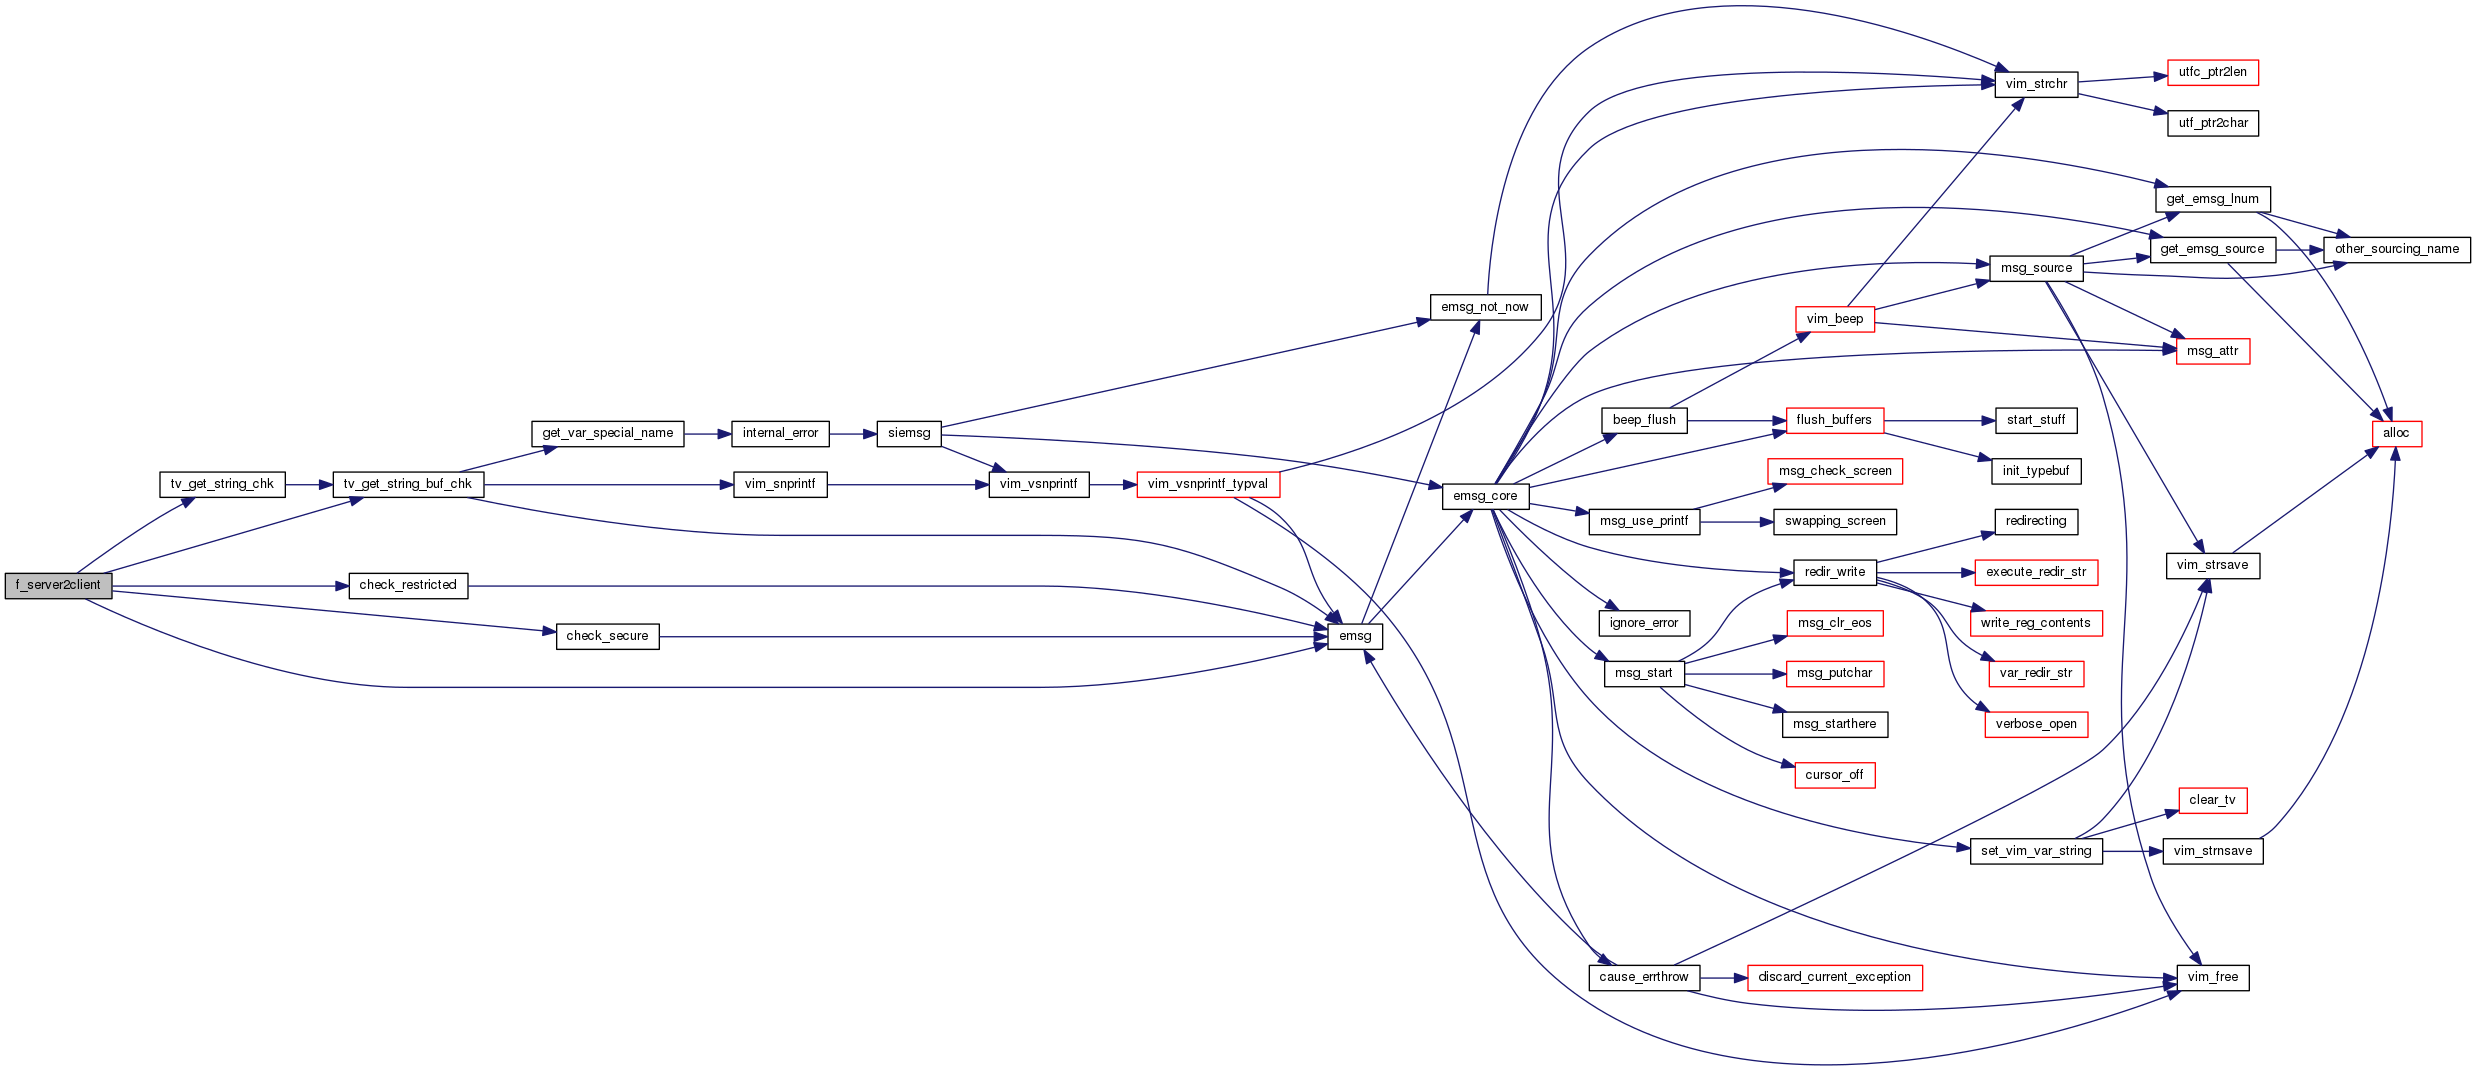 f_server2client
tv_get_string_chk
tv_get_string_buf_chk
check_restricted
check_secure
get_var_special_name
internal_error
siemsg
vim_snprintf
vim_vsnprintf
vim_vsnprintf_typval
emsg
emsg_not_now
emsg_core
vim_strchr
utfc_ptr2len
utf_ptr2char
get_emsg_lnum
get_emsg_source
other_sourcing_name
msg_source
vim_beep
msg_attr
beep_flush
flush_buffers
start_stuff
init_typebuf
alloc
msg_check_screen
msg_use_printf
swapping_screen
redirecting
redir_write
execute_redir_str
vim_strsave
ignore_error
write_reg_contents
msg_clr_eos
msg_start
msg_putchar
var_redir_str
msg_starthere
verbose_open
cursor_off
clear_tv
set_vim_var_string
vim_strnsave
cause_errthrow
discard_current_exception
vim_free